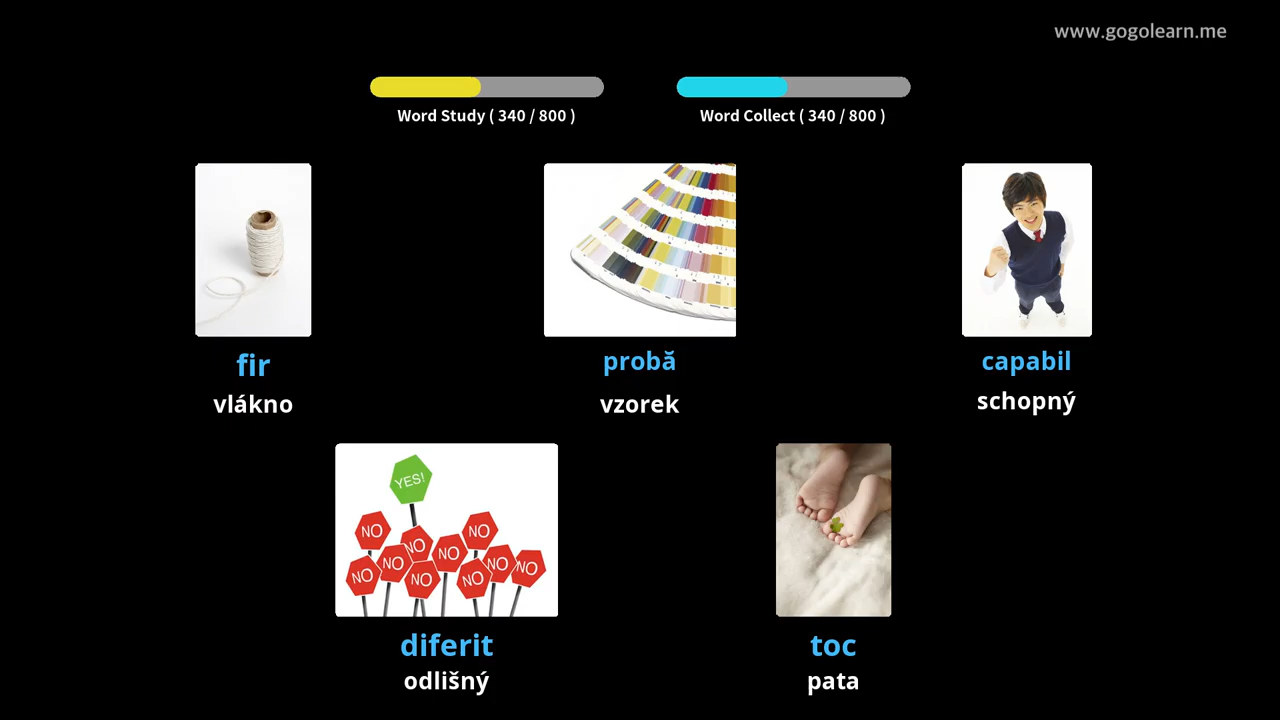 www.gogolearn.me
Word Study ( 340 / 800 )
Word Collect ( 340 / 800 )
fir
vlákno
probă
vzorek
capabil
schopný
YES!
NO
NO
NO
NO
NO
NO
NO
NO
NO
NO
diferit
odlišný
toc
pata